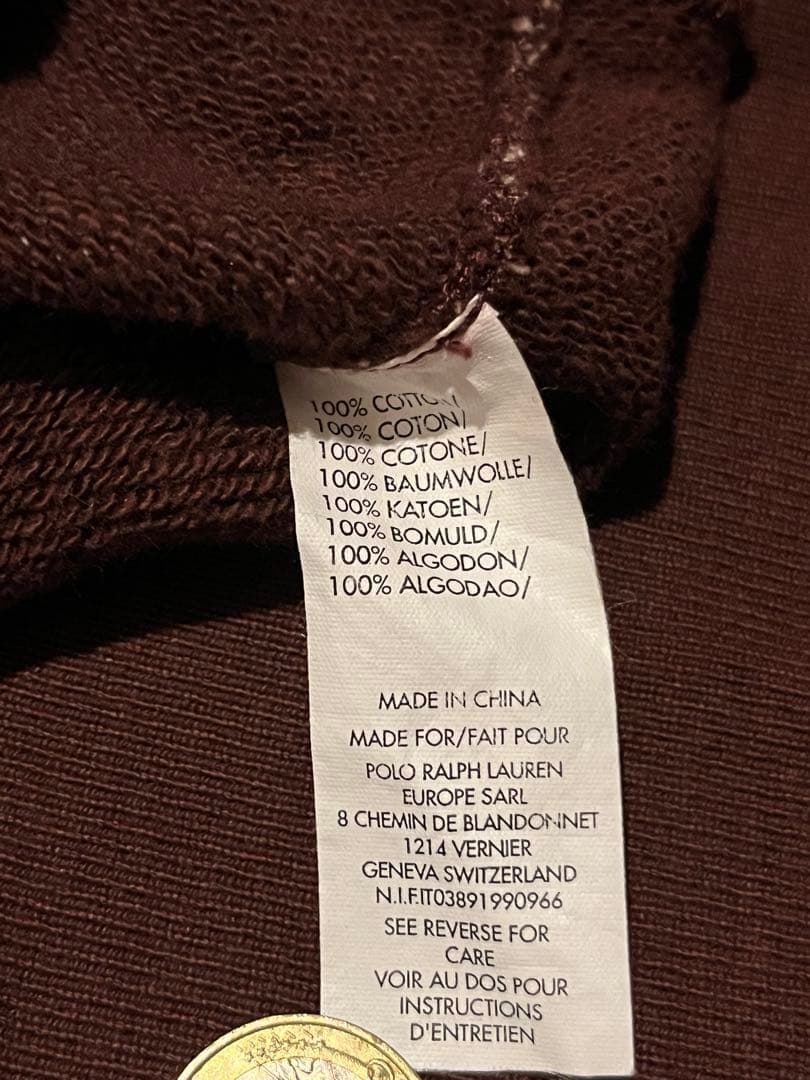 100% COTTON/
100% COTON/
100% COTONE/
100% BAUMWOLLE/
100% KATOEN/
100% BOMULD/
100% ALGODON/
100% ALGODAO/
MADE IN CHINA
MADE FOR/FAIT POUR
POLO RALPH LAUREN
EUROPE SARL
8 CHEMIN DE BLANDONNET
1214 VERNIER
GENEVA SWITZERLAND
N.I.F.IT03891990966
SEE REVERSE FOR
CARE
VOIR AU DOS POUR
INSTRUCTIONS
D'ENTRETIEN